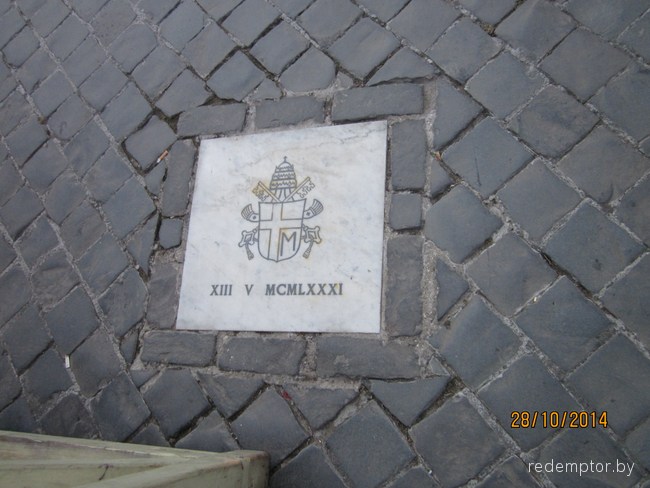 M
XIII V MCMLXXXI
28/10/2014
redemptor.by